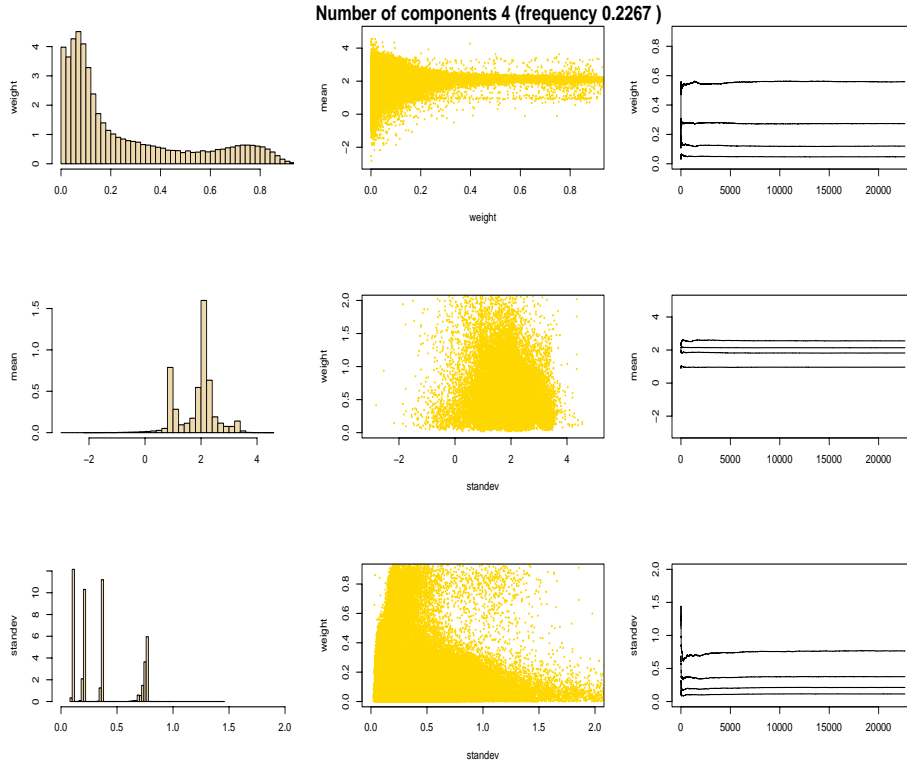 Number of components 4 (frequency 0.2267 )
weight
0 1 2 3 4
0.0 0.2 0.4 0.6 0.8
mean
−2 0 2 4
0.0 0.2 0.4 0.6 0.8
weight
weight
0.0 0.2 0.4 0.6 0.8
0 5000 10000 15000 20000
mean
0.0 0.5 1.0 1.5
−2 0 2 4
weight
0.0 0.5 1.0 1.5 2.0
−2 0 2 4
standev
mean
−2 0 2 4
0 5000 10000 15000 20000
standev
0 2 4 6 8 10
0.0 0.5 1.0 1.5 2.0
weight
0.0 0.2 0.4 0.6 0.8
0.0 0.5 1.0 1.5 2.0
standev
standev
0.0 0.5 1.0 1.5 2.0
0 5000 10000 15000 20000